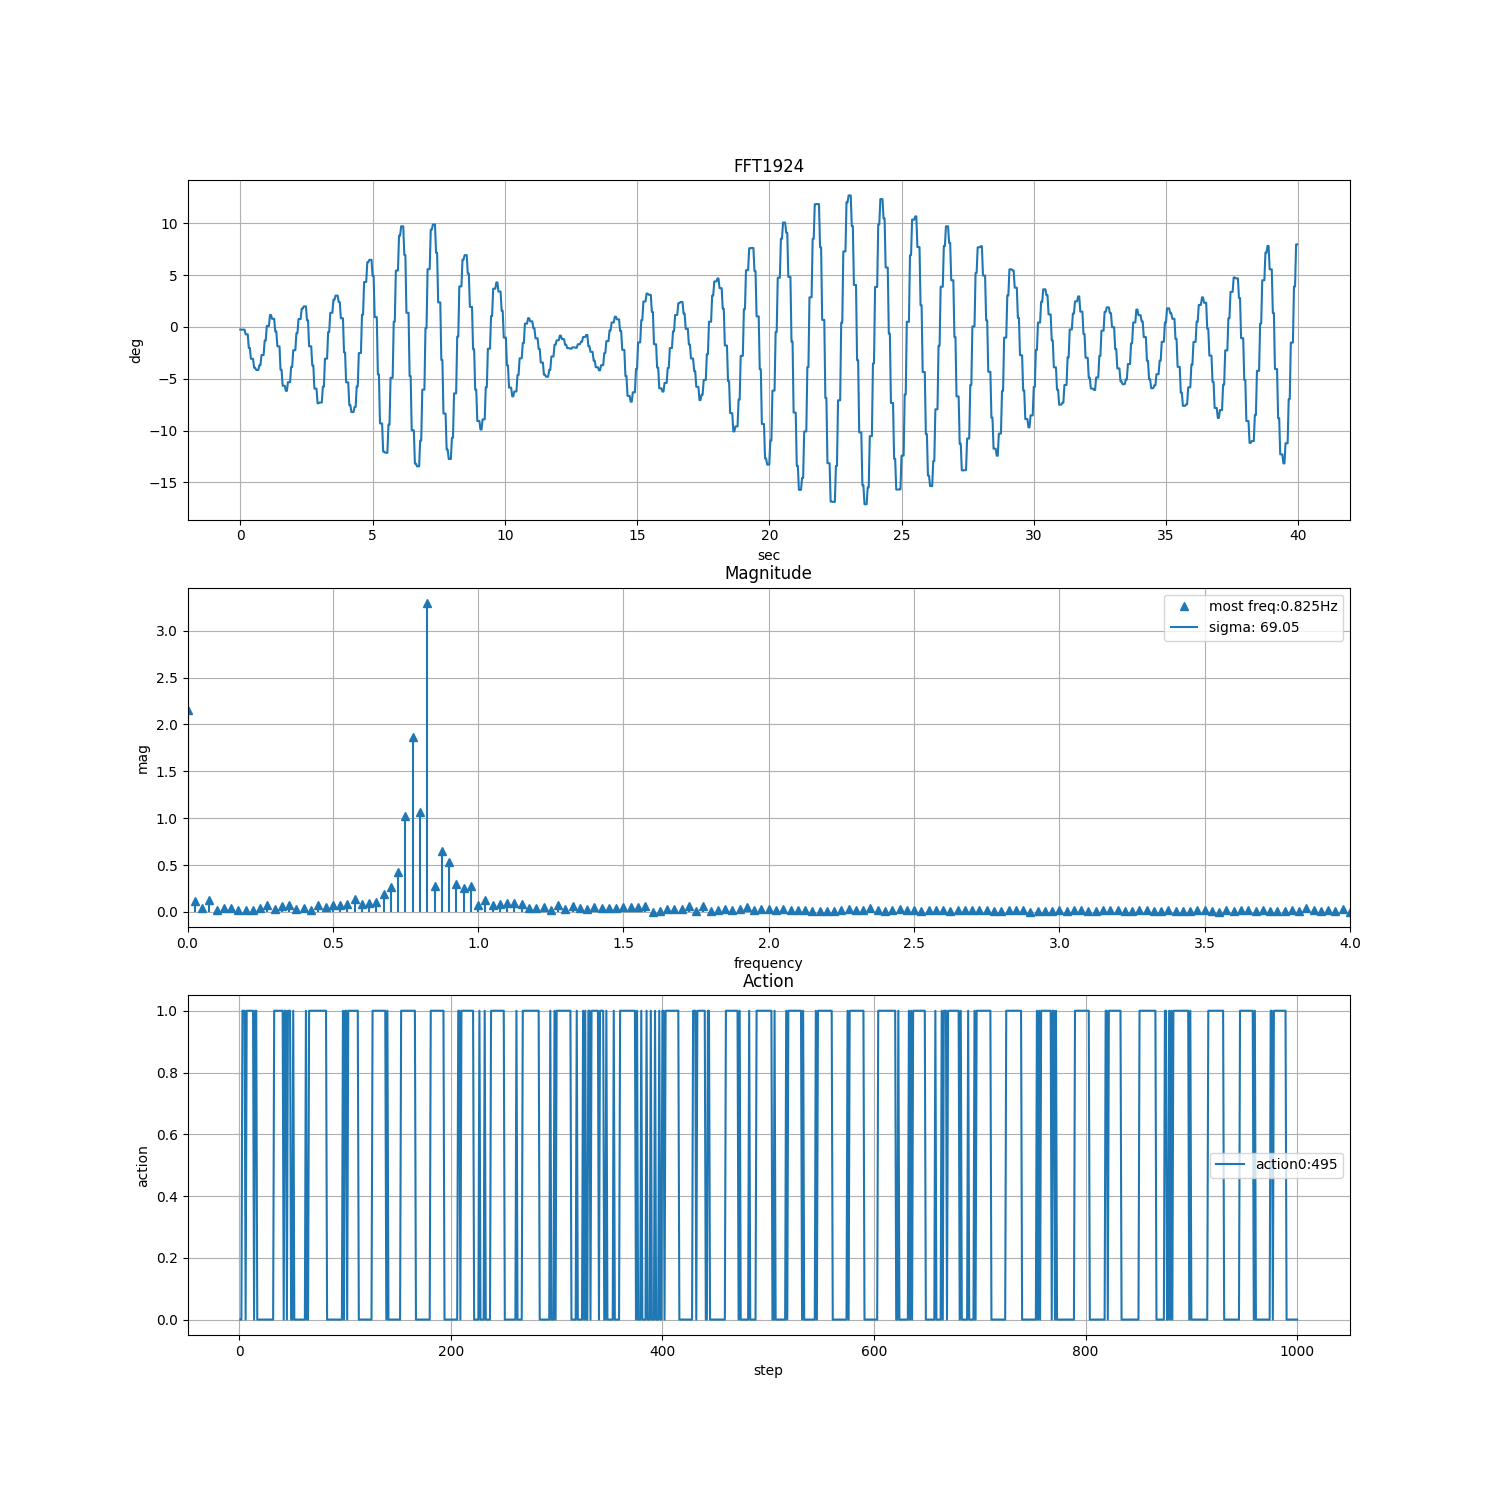 FFT1924
10
5
0
−5
−10
−15
deg
0 5 10 15 20 25 30 35 40
sec
Magnitude
most freq:0.825Hz
sigma: 69.05
3.0
2.5
2.0
1.5
1.0
0.5
0.0
mag
0.0 0.5 1.0 1.5 2.0 2.5 3.0 3.5 4.0
frequency
Action
1.0
0.8
0.6
0.4
0.2
0.0
action
action0:495
0 200 400 600 800 1000
step